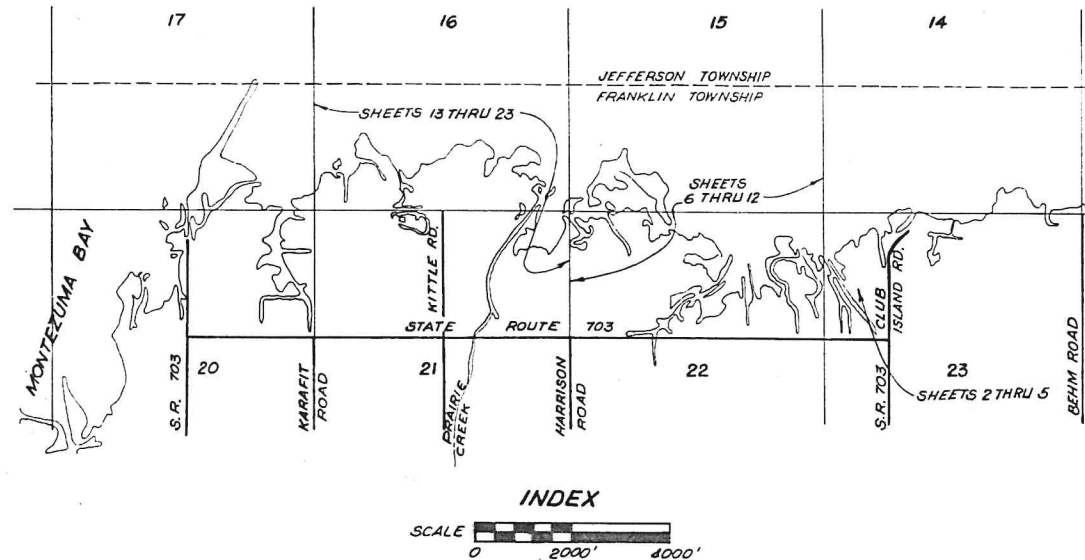 17
16
15
14
JEFFERSON TOWNSHIP
FRANKLIN TOWNSHIP
SHEETS 13 THRU 23
SHEETS
6 THRU 12
MONTEZUMA BAY
KITTLE RD.
CLUB
ISLAND RD.
STATE ROUTE 703
S.R. 703
20
KARAFIT
ROAD
21
PRAIRIE
CREEK
HARRISON
ROAD
22
S.R. 703
23
SHEETS 2 THRU 5
BEHM ROAD
INDEX
SCALE
0 2000' 4000'